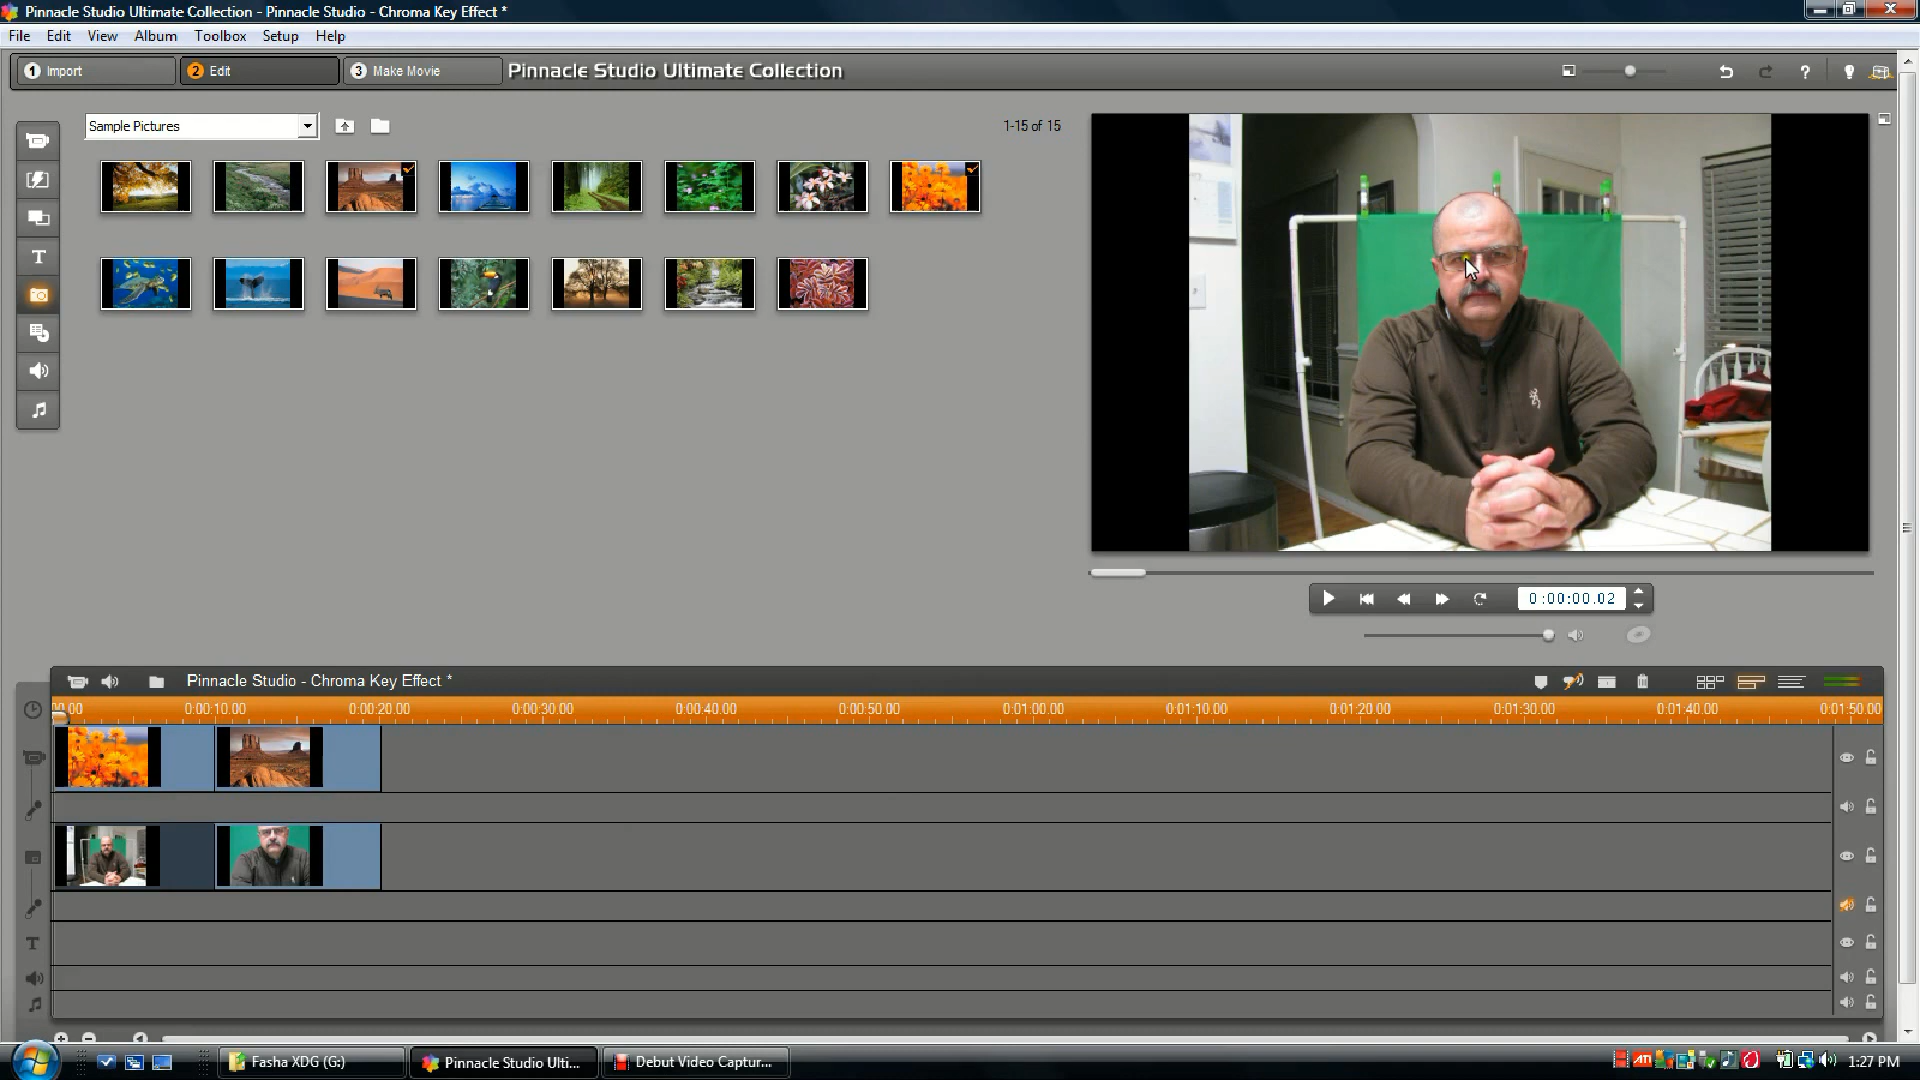 Pinnacle Studio Ultimate Collection - Pinnacle Studio - Chroma Key Effect *
File Edit View Album Toolbox Setup Help
1 Import 2 Edit 3 Make Movie Pinnacle Studio Ultimate Collection ?
Sample Pictures 1-15 of 15
T
0:00:00.02
Pinnacle Studio - Chroma Key Effect *
0:00:10.00 0:00:20.00 0:00:30.00 0:00:40.00 0:00:50.00 0:01:00.00 0:01:10.00 0:01:20.00 0:01:30.00 0:01:40.00 0:01:50.00
T
Fasha XDG (G:) Pinnacle Studio Ulti... Debut Video Captur... ATI 1:27 PM